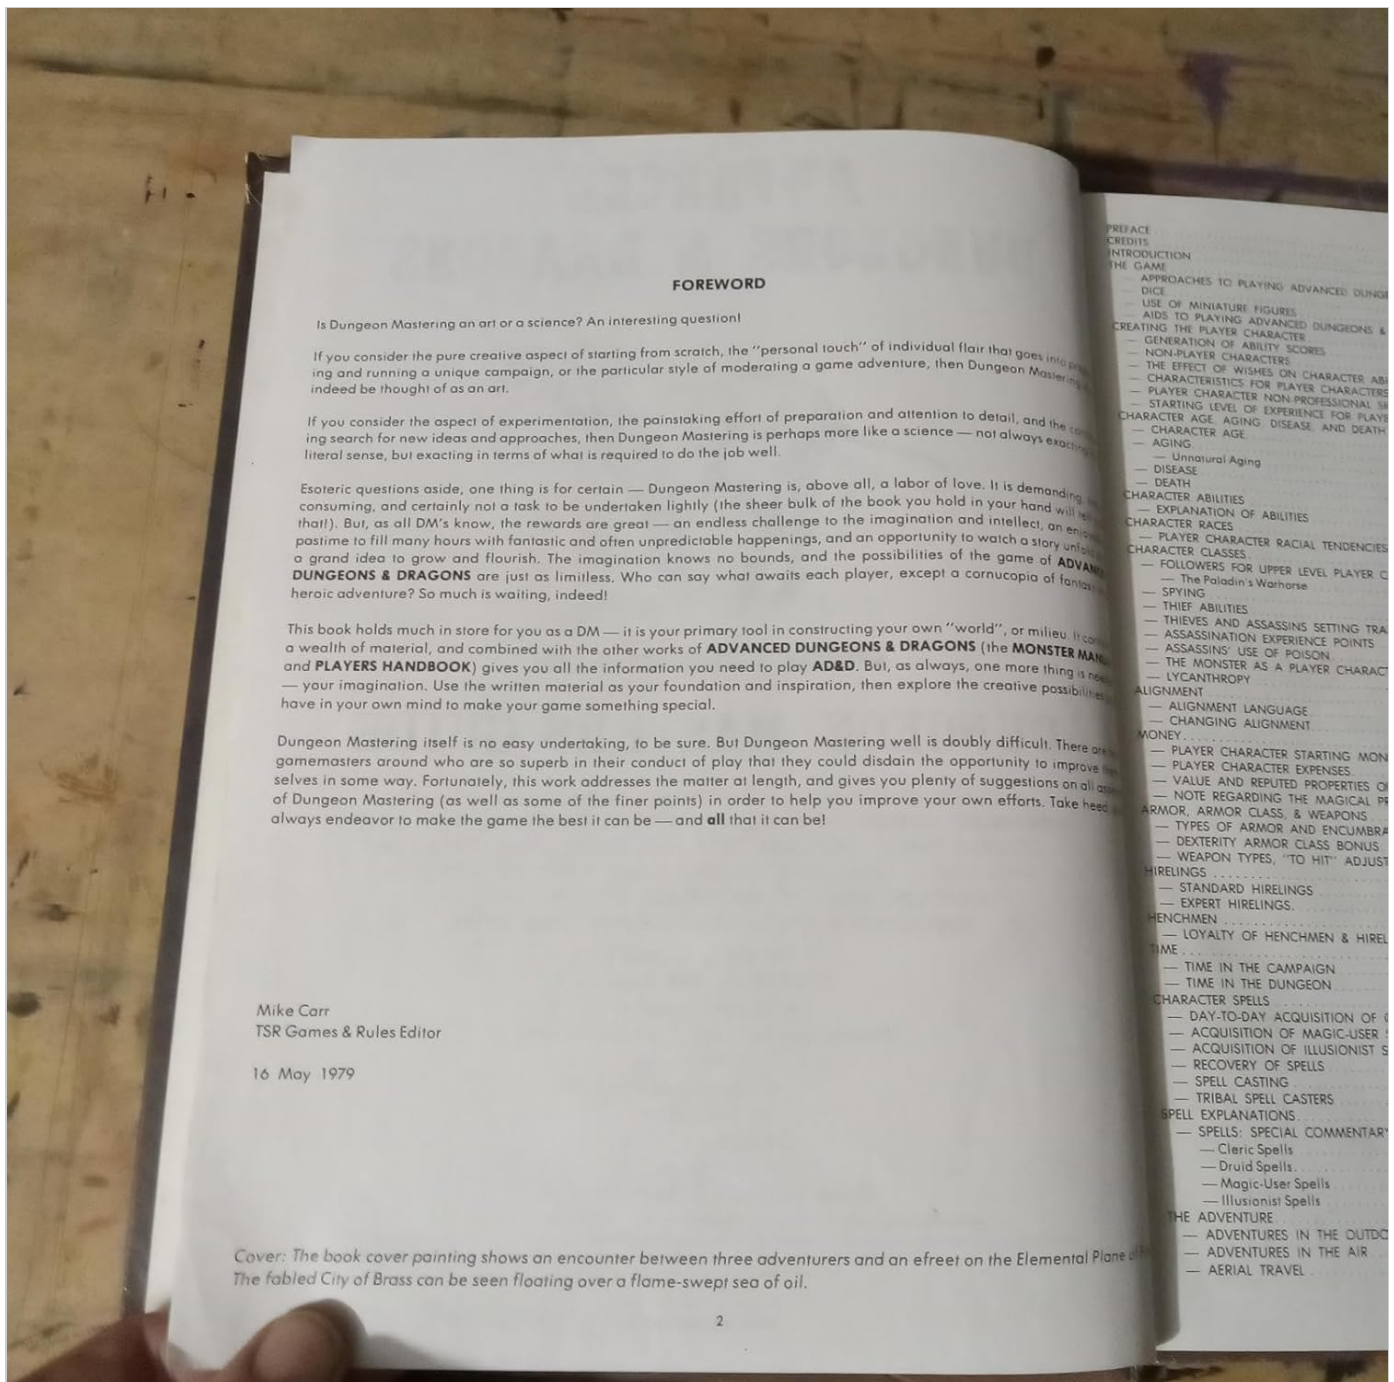 FOREWORD
Is Dungeon Mastering an art or a science? An interesting question!
If you consider the pure creative aspect of starting from scratch, the "personal touch" of individual flair that goes into
ing and running a unique campaign, or the particular style of moderating a game adventure, then Dungeon Mastering
indeed be thought of as an art.
If you consider the aspect of experimentation, the painstaking effort of preparation and attention to detail, and the
ing search for new ideas and approaches, then Dungeon Mastering is perhaps more like a science — not always exacting
literal sense, but exacting in terms of what is required to do the job well.
Esoteric questions aside, one thing is for certain — Dungeon Mastering is, above all, a labor of love. It is demanding,
consuming, and certainly not a task to be undertaken lightly (the sheer bulk of the book you hold in your hand will tell
that!). But, as all DM's know, the rewards are great — an endless challenge to the imagination and intellect, an
pastime to fill many hours with fantastic and often unpredictable happenings, and an opportunity to watch a story
a grand idea to grow and flourish. The imagination knows no bounds, and the possibilities of the game of
DUNGEONS & DRAGONS are just as limitless. Who can say what awaits each player, except a cornucopia of
heroic adventure? So much is waiting, indeed!
This book holds much in store for you as a DM — it is your primary tool in constructing your own "world", or milieu. It
a wealth of material, and combined with the other works of ADVANCED DUNGEONS & DRAGONS (the MONSTER
and PLAYERS HANDBOOK) gives you all the information you need to play AD&D. But, as always, one more thing is
— your imagination. Use the written material as your foundation and inspiration, then explore the creative possibilities
have in your own mind to make your game something special.
Dungeon Mastering itself is no easy undertaking, to be sure. But Dungeon Mastering well is doubly difficult. There are
gamemasters around who are so superb in their conduct of play that they could disdain the opportunity to improve
selves in some way. Fortunately, this work addresses the matter at length, and gives you plenty of suggestions on all
of Dungeon Mastering (as well as some of the finer points) in order to help you improve your own efforts. Take heed
always endeavor to make the game the best it can be — and all that it can be!
Mike Carr
TSR Games & Rules Editor
16 May 1979
Cover: The book cover painting shows an encounter between three adventurers and an efreet on the Elemental Plane of
The fabled City of Brass can be seen floating over a flame-swept sea of oil.
2
PREFACE
CREDITS
INTRODUCTION
THE GAME
APPROACHES TO PLAYING ADVANCED
DICE
— USE OF MINIATURE FIGURES
— AIDS TO PLAYING ADVANCED DUNGEONS &
CREATING THE PLAYER CHARACTER
— GENERATION OF ABILITY SCORES
— NON-PLAYER CHARACTERS
— THE EFFECT OF WISHES ON CHARACTER
— CHARACTERISTICS FOR PLAYER CHARACTERS
— PLAYER CHARACTER NON-PROFESSIONAL
— STARTING LEVEL OF EXPERIENCE FOR
CHARACTER AGE, AGING, DISEASE, AND DEATH
— CHARACTER AGE
— AGING
— Unnatural Aging
— DISEASE
— DEATH
CHARACTER ABILITIES
— EXPLANATION OF ABILITIES
CHARACTER RACES
— PLAYER CHARACTER RACIAL TENDENCIES
CHARACTER CLASSES
— FOLLOWERS FOR UPPER LEVEL PLAYER
— The Paladin's Warhorse
— SPYING
— THIEF ABILITIES
— THIEVES AND ASSASSINS SETTING
— ASSASSINATION EXPERIENCE POINTS
— ASSASSINS' USE OF POISON
— THE MONSTER AS A PLAYER
— LYCANTHROPY
ALIGNMENT
— ALIGNMENT LANGUAGE
— CHANGING ALIGNMENT
MONEY
— PLAYER CHARACTER STARTING
— PLAYER CHARACTER EXPENSES
— VALUE AND REPUTED PROPERTIES
— NOTE REGARDING THE MAGICAL
ARMOR, ARMOR CLASS, & WEAPONS
— TYPES OF ARMOR AND
— DEXTERITY ARMOR CLASS BONUS
— WEAPON TYPES, "TO HIT"
HIRELINGS
— STANDARD HIRELINGS
— EXPERT HIRELINGS
HENCHMEN
— LOYALTY OF HENCHMEN &
TIME
— TIME IN THE CAMPAIGN
— TIME IN THE DUNGEON
CHARACTER SPELLS
— DAY-TO-DAY ACQUISITION OF
— ACQUISITION OF MAGIC-USER
— ACQUISITION OF ILLUSIONIST
— RECOVERY OF SPELLS
— SPELL CASTING
— TRIBAL SPELL CASTERS
SPELL EXPLANATIONS
— SPELLS: SPECIAL COMMENTARY
— Cleric Spells
— Druid Spells
— Magic-User Spells
— Illusionist Spells
THE ADVENTURE
— ADVENTURES IN THE
— ADVENTURES IN THE AIR
— AERIAL TRAVEL